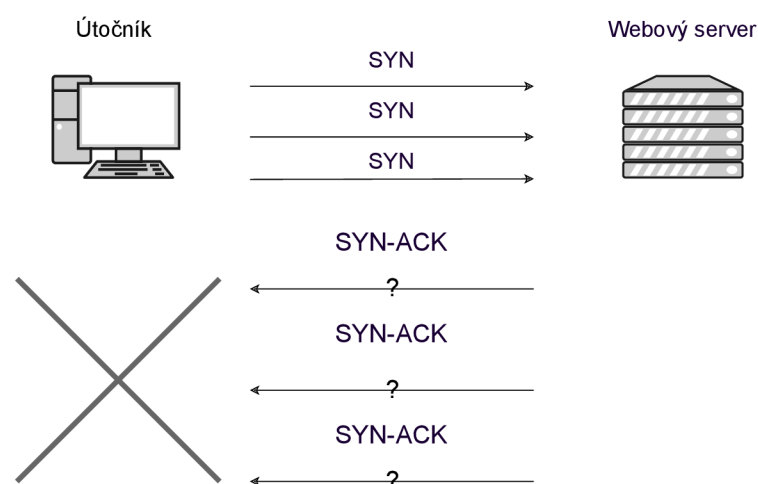 Útočník
Webový server
SYN
SYN
SYN
SYN-ACK
?
SYN-ACK
?
SYN-ACK
?